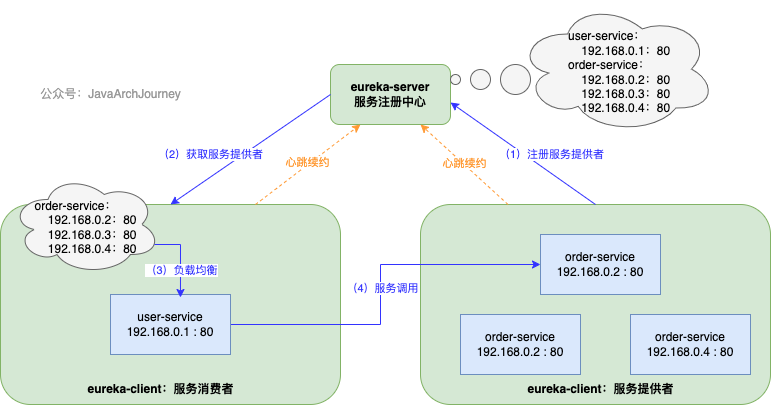 user-service：
192.168.0.1：80
order-service：
192.168.0.2：80
192.168.0.3：80
192.168.0.4：80
eureka-server
服务注册中心
公众号：JavaArchJourney
（2）获取服务提供者
（1）注册服务提供者
心跳续约
心跳续约
order-service：
192.168.0.2：80
192.168.0.3：80
192.168.0.4：80
（3）负载均衡
user-service
192.168.0.1 : 80
（4）服务调用
order-service
192.168.0.2 : 80
order-service
192.168.0.2 : 80
order-service
192.168.0.4 : 80
eureka-client：服务消费者
eureka-client：服务提供者